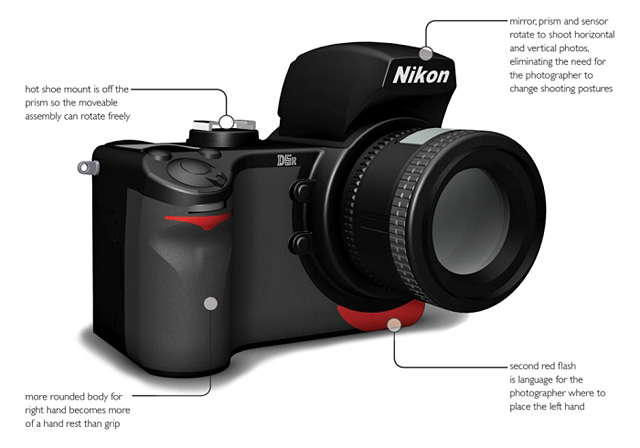 mirror, prism and sensor
rotate to shoot horizontal
and vertical photos,
eliminating the need for
the photographer to
change shooting postures
hot shoe mount is off the
prism so the moveable
assembly can rotate freely
Nikon
D5R
second red flash
is language for the
photographer where to
place the left hand
more rounded body for
right hand becomes more
of a hand rest than grip